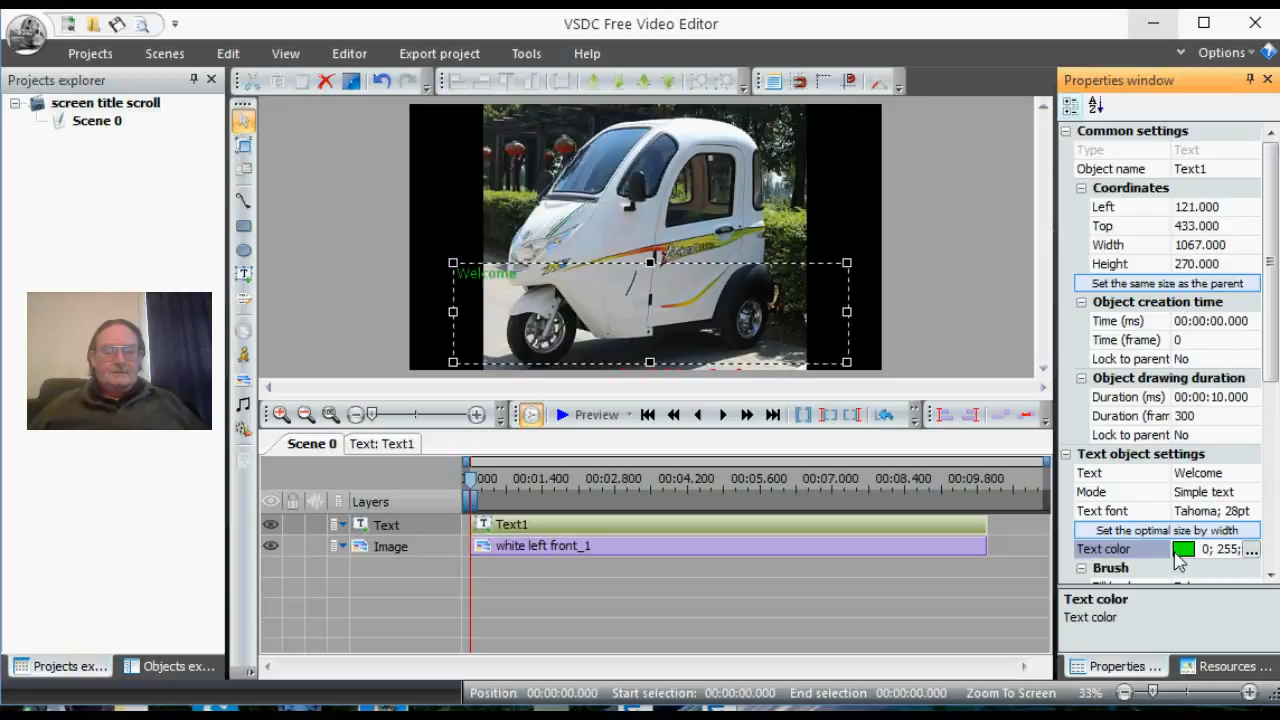 VSDC Free Video Editor
Projects Scenes Edit View Editor Export project Tools Help Options
Projects explorer
screen title scroll
Scene 0
Welcome
Preview
Scene 0 Text: Text1
000 00:01.400 00:02.800 00:04.200 00:05.600 00:07.000 00:08.400 00:09.800
Layers
Text Text1
Image white left front_1
Projects ex... Objects ex...
Properties window
Common settings
Type Text
Object name Text1
Coordinates
Left 121.000
Top 433.000
Width 1067.000
Height 270.000
Set the same size as the parent
Object creation time
Time (ms) 00:00:00.000
Time (frame) 0
Lock to parent No
Object drawing duration
Duration (ms) 00:00:10.000
Duration (fram 300
Lock to parent No
Text object settings
Text Welcome
Mode Simple text
Text font Tahoma; 28pt
Set the optimal size by width
Text color 0; 255; ...
Brush
Text color
Text color
Properties ... Resources ...
Position: 00:00:00.000 Start selection: 00:00:00.000 End selection: 00:00:00.000 Zoom To Screen 33%